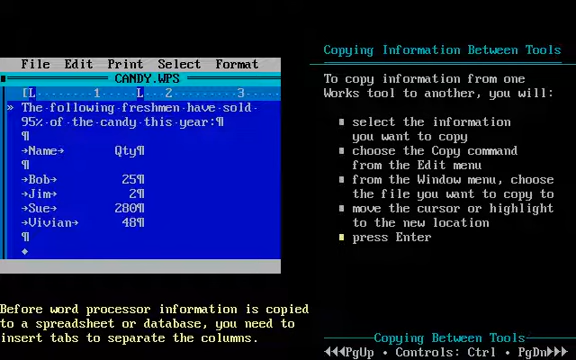 File Edit Print Select Format
CANDY.WPS
[L·······1·····L··2·········3
» The·following·freshmen·have·sold·
95%·of·the·candy·this·year:¶
¶
→Name→ Qty¶
¶
→Bob→ 25¶
→Jim→ 2¶
→Sue→ 280¶
→Vivian→ 48¶
¶
◆
Before word processor information is copied
to a spreadsheet or database, you need to
insert tabs to separate the columns.
Copying Information Between Tools
To copy information from one
Works tool to another, you will:
■ select the information
you want to copy
■ choose the Copy command
from the Edit menu
■ from the Window menu, choose
the file you want to copy to
■ move the cursor or highlight
to the new location
■ press Enter
Copying Between Tools
◄◄◄PgUp • Controls: Ctrl • PgDn►►►